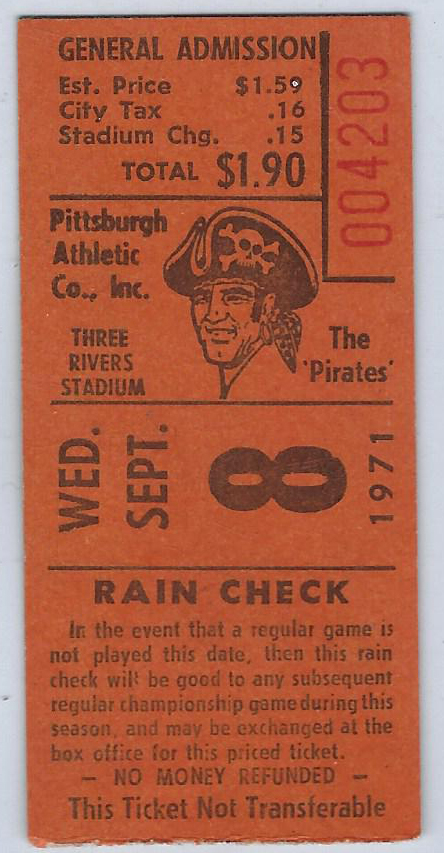 GENERAL ADMISSION
Est. Price $1.59
City Tax .16
Stadium Chg. .15
TOTAL $1.90
004203
Pittsburgh
Athletic
Co., Inc.
THREE
RIVERS
STADIUM
The
'Pirates'
WED.
SEPT.
8
1971
RAIN CHECK
In the event that a regular game is
not played this date, then this rain
check will be good to any subsequent
regular championship game during this
season, and may be exchanged at the
box office for this priced ticket.
— NO MONEY REFUNDED —
This Ticket Not Transferable